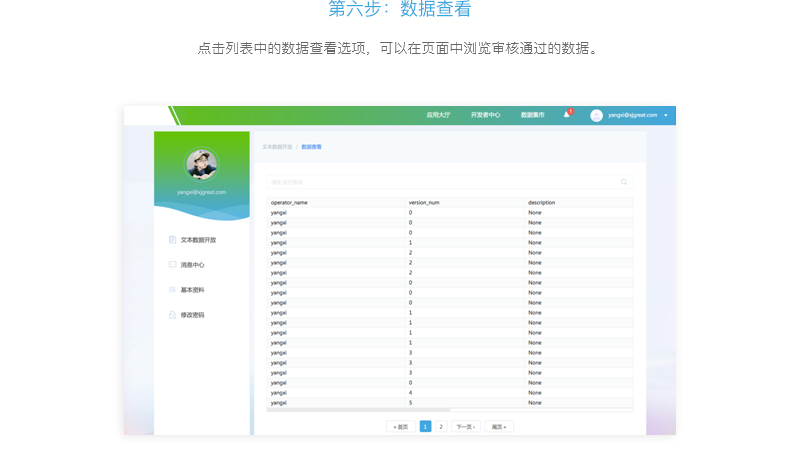 第六步：数据查看
点击列表中的数据查看选项，可以在页面中浏览审核通过的数据。
应用大厅 开发者中心 数据集市 1 yangxi@xjgreat.com
yangxi@xjgreat.com
文本数据开放
消息中心
基本资料
修改密码
文本数据开放 / 数据查看
operator_name version_num description
yangxi 0 None
yangxi 0 None
yangxi 0 None
yangxi 1 None
yangxi 2 None
yangxi 2 None
yangxi 2 None
yangxi 0 None
yangxi 0 None
yangxi 0 None
yangxi 1 None
yangxi 1 None
yangxi 1 None
yangxi 1 None
yangxi 3 None
yangxi 3 None
yangxi 3 None
yangxi 0 None
yangxi 4 None
yangxi 5 None
« 首页 1 2 下一页 › 尾页 »